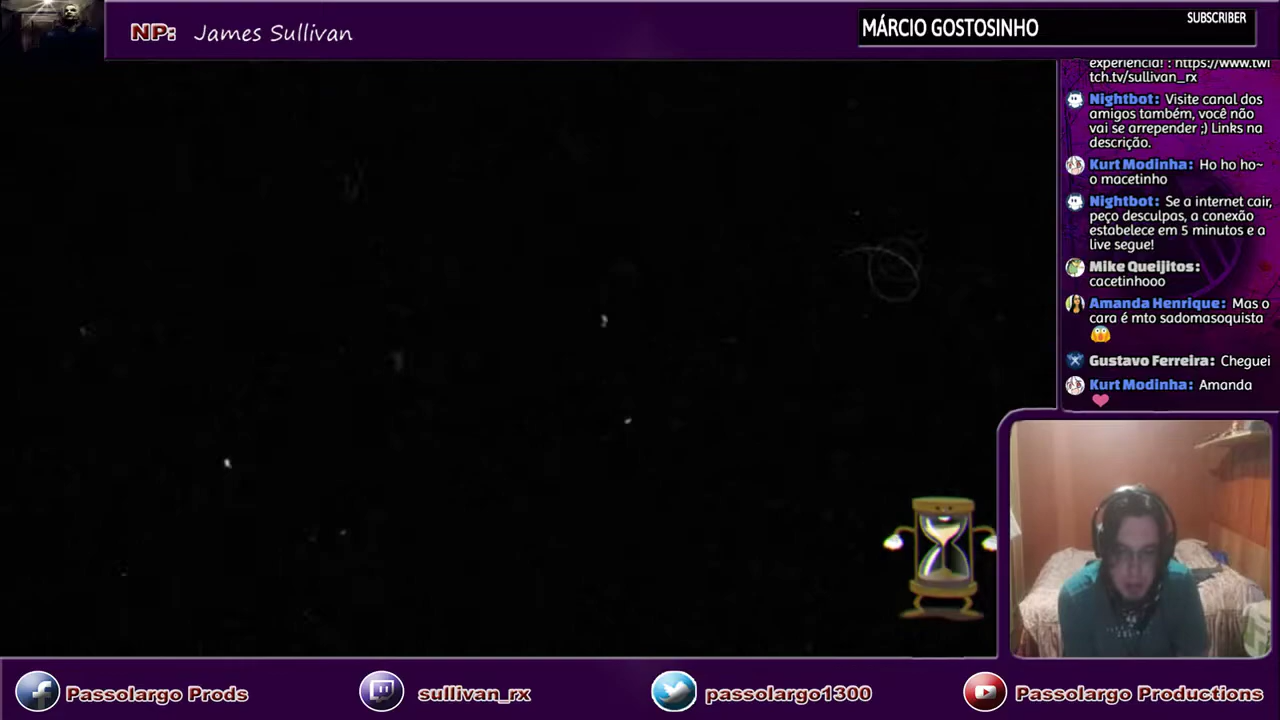 NP: James Sullivan
MÁRCIO GOSTOSINHO
SUBSCRIBER
experiência! : https://www.twi
tch.tv/sullivan_rx
Nightbot: Visite canal dos
amigos também, você não
vai se arrepender ;) Links na
descrição.
Kurt Modinha: Ho ho ho~
o macetinho
Nightbot: Se a internet cair,
peço desculpas, a conexão
estabelece em 5 minutos e a
live segue!
Mike Queijitos:
cacetinhooo
Amanda Henrique: Mas o
cara é mto sadomasoquista
Gustavo Ferreira: Cheguei
Kurt Modinha: Amanda
Passolargo Prods
sullivan_rx
passolargo1300
Passolargo Productions